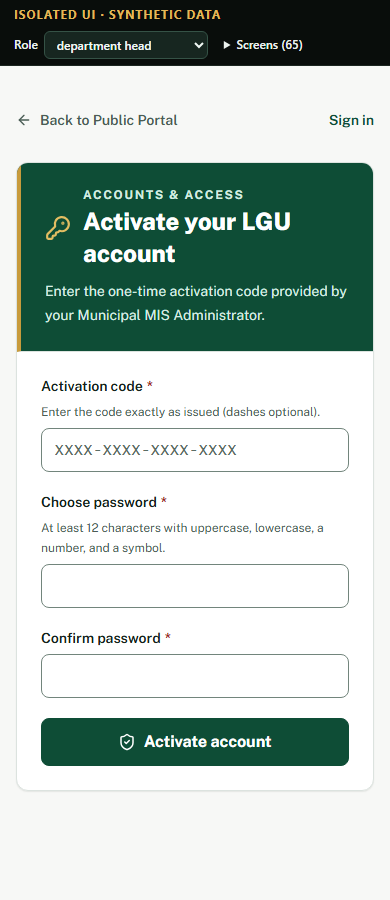 ISOLATED UI · SYNTHETIC DATA
Role department head ▶ Screens (65)
← Back to Public Portal Sign in
ACCOUNTS & ACCESS
Activate your LGU
account
Enter the one-time activation code provided by
your Municipal MIS Administrator.
Activation code *
Enter the code exactly as issued (dashes optional).
XXXX-XXXX-XXXX-XXXX
Choose password *
At least 12 characters with uppercase, lowercase, a
number, and a symbol.
Confirm password *
Activate account